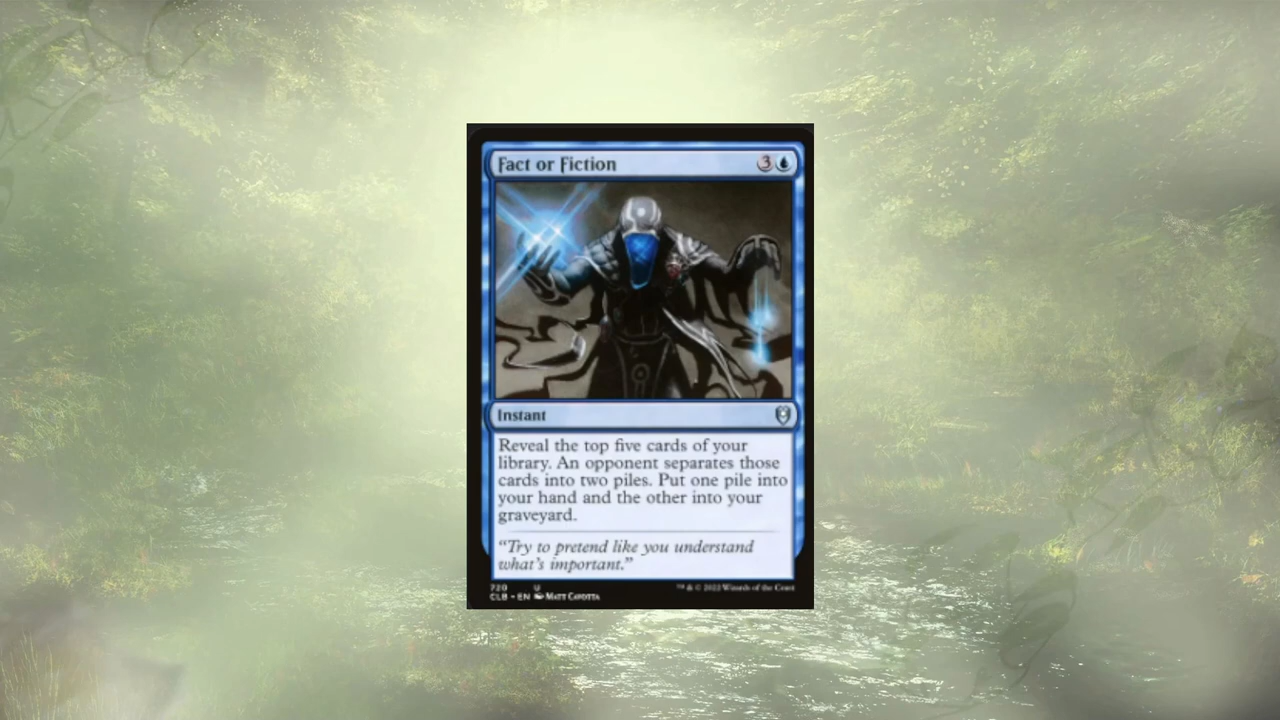 Fact or Fiction 3
Instant
Reveal the top five cards of your
library. An opponent separates those
cards into two piles. Put one pile into
your hand and the other into your
graveyard.
“Try to pretend like you understand
what’s important.”
720 U
CLB • EN Matt Cavotta
™ & © 2022 Wizards of the Coast